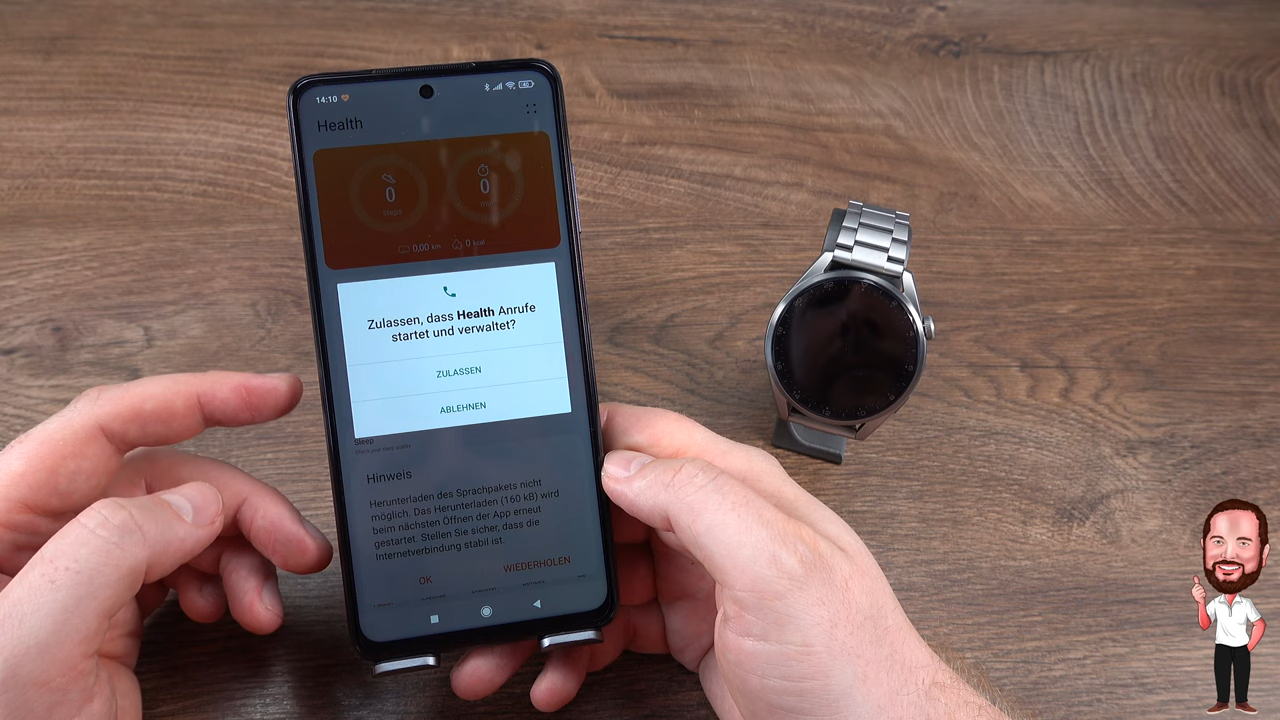 14:10
Health
0
0
steps
0,00 km
0 kcal
Zulassen, dass Health Anrufe
startet und verwaltet?
ZULASSEN
ABLEHNEN
Sleep
Hinweis
Herunterladen des Sprachpakets nicht
möglich. Das Herunterladen (160 kB) wird
beim nächsten Öffnen der App erneut
gestartet. Stellen Sie sicher, dass die
Internetverbindung stabil ist.
OK
WIEDERHOLEN